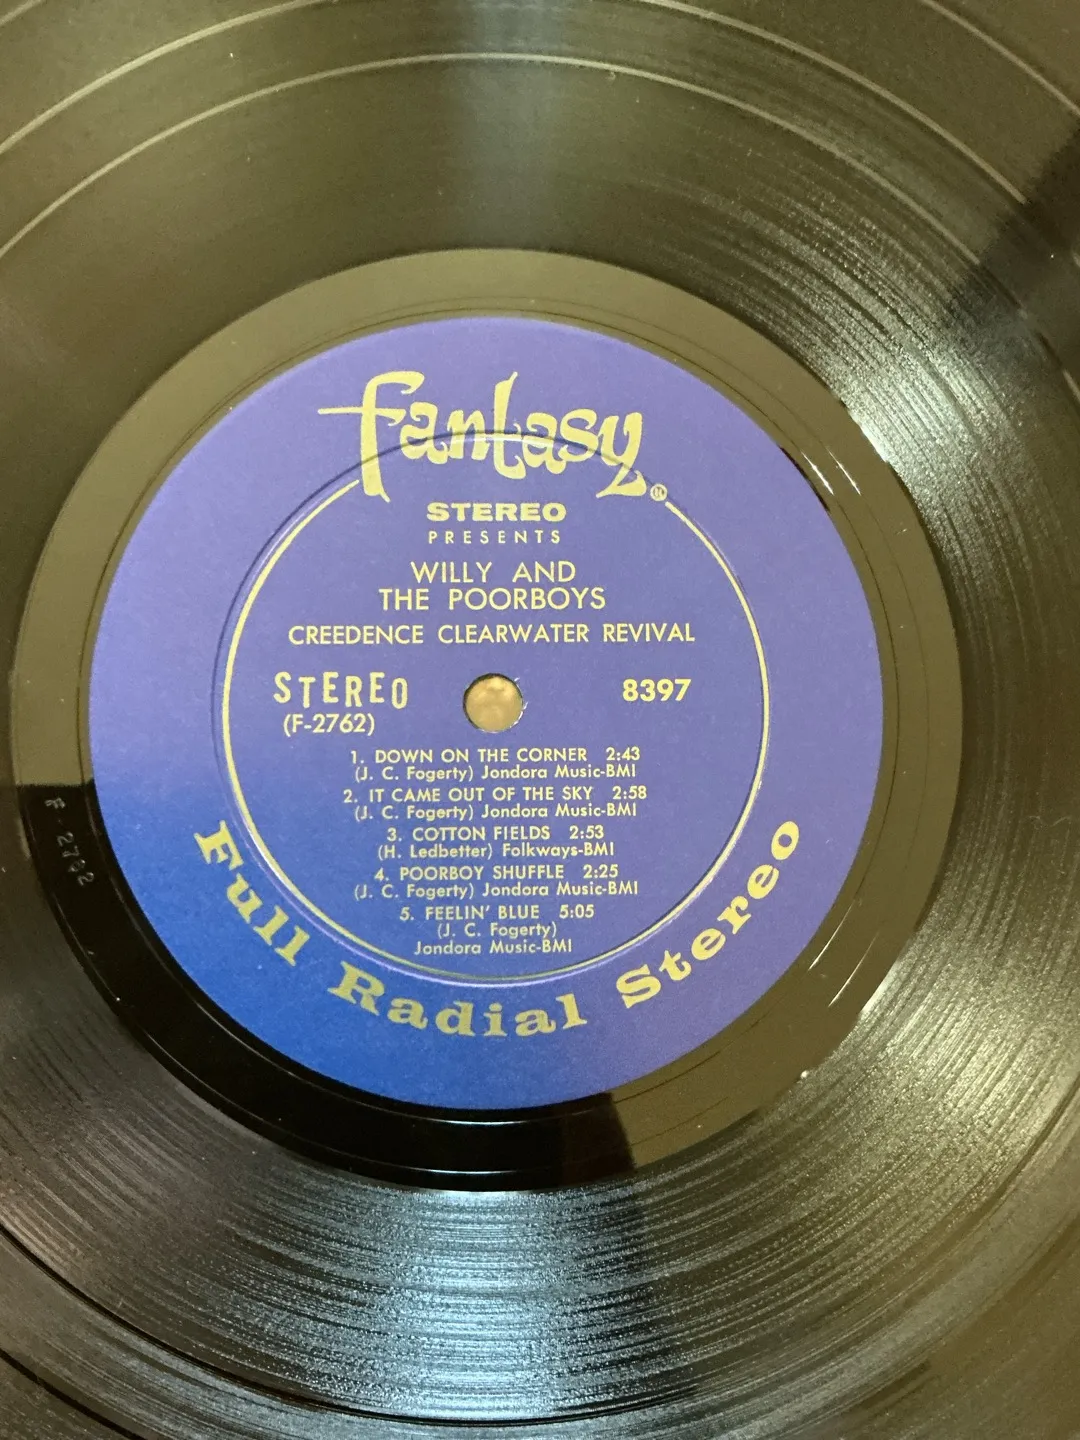 fantasy®
STEREO
PRESENTS
WILLY AND
THE POORBOYS
CREEDENCE CLEARWATER REVIVAL
STEREO 8397
(F-2762)
1. DOWN ON THE CORNER 2:43
(J. C. Fogerty) Jondora Music-BMI
2. IT CAME OUT OF THE SKY 2:58
(J. C. Fogerty) Jondora Music-BMI
3. COTTON FIELDS 2:53
(H. Ledbetter) Folkways-BMI
4. POORBOY SHUFFLE 2:25
(J. C. Fogerty) Jondora Music-BMI
5. FEELIN' BLUE 5:05
(J. C. Fogerty)
Jondora Music-BMI
Full Radial Stereo
F-2762